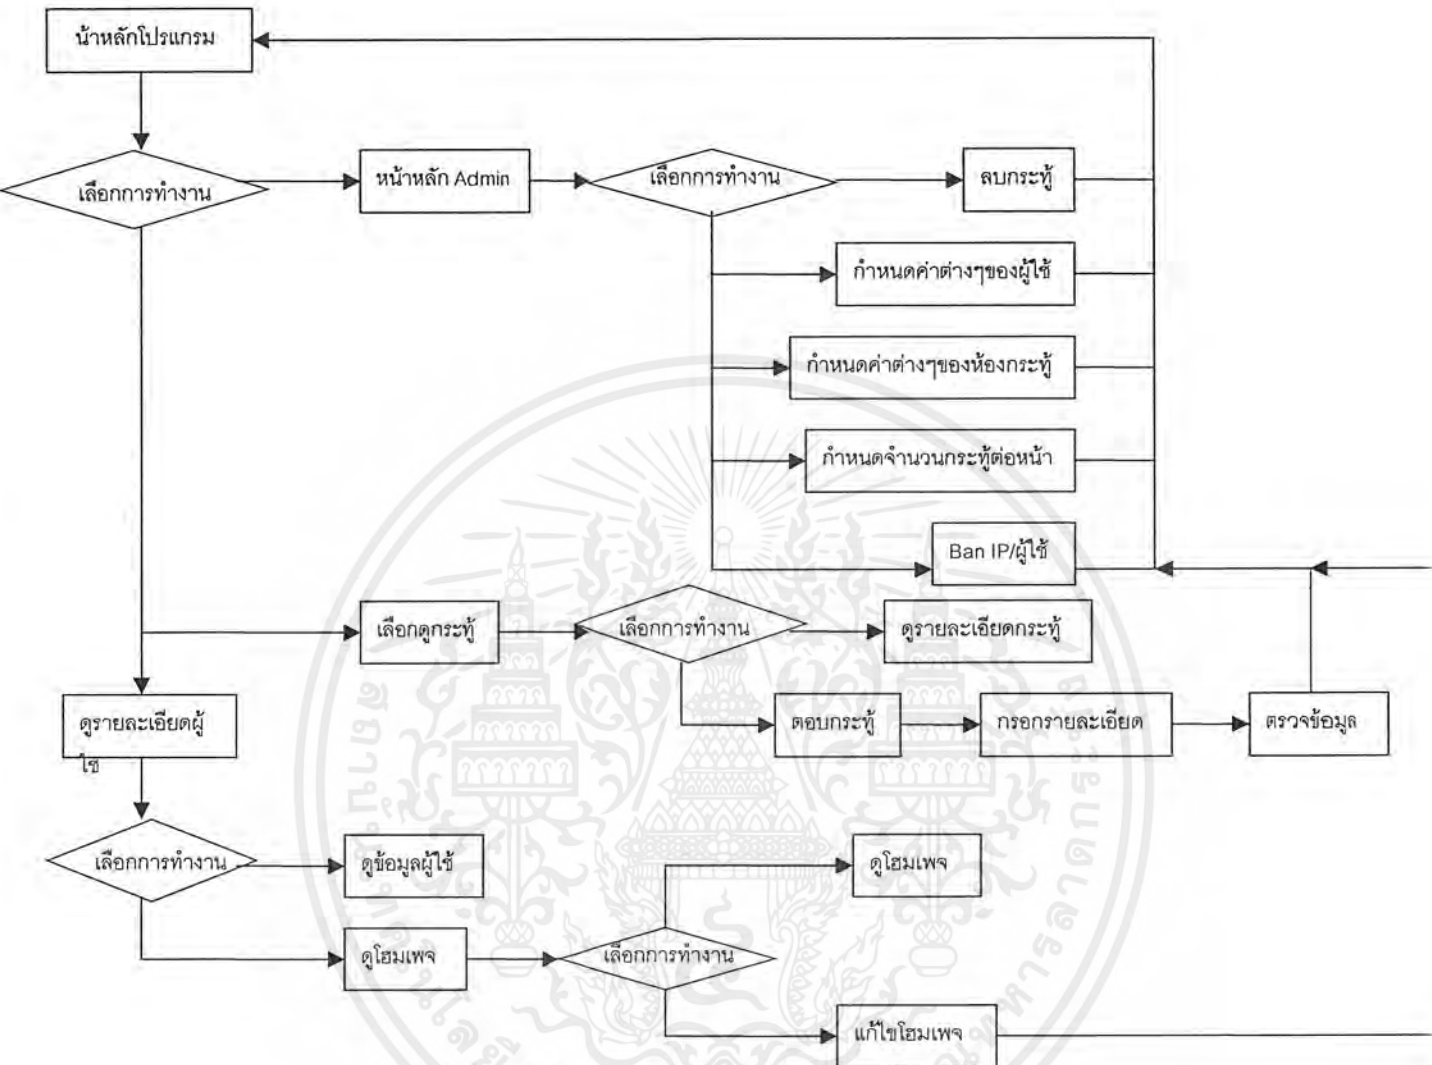 น้าหลักโปรแกรม
เลือกการทำงาน
หน้าหลัก Admin
เลือกการทำงาน
ลบกระทู้
กำหนดค่าต่างๆของผู้ใช้
กำหนดค่าต่างๆของห้องกระทู้
กำหนดจำนวนกระทู้ต่อหน้า
Ban IP/ผู้ใช้
เลือกดูกระทู้
เลือกการทำงาน
ดูรายละเอียดกระทู้
ดูรายละเอียดผู้
ใช้
ตอบกระทู้
กรอกรายละเอียด
ตรวจข้อมูล
เลือกการทำงาน
ดูข้อมูลผู้ใช้
ดูโฮมเพจ
ดูโฮมเพจ
เลือกการทำงาน
แก้ไขโฮมเพจ